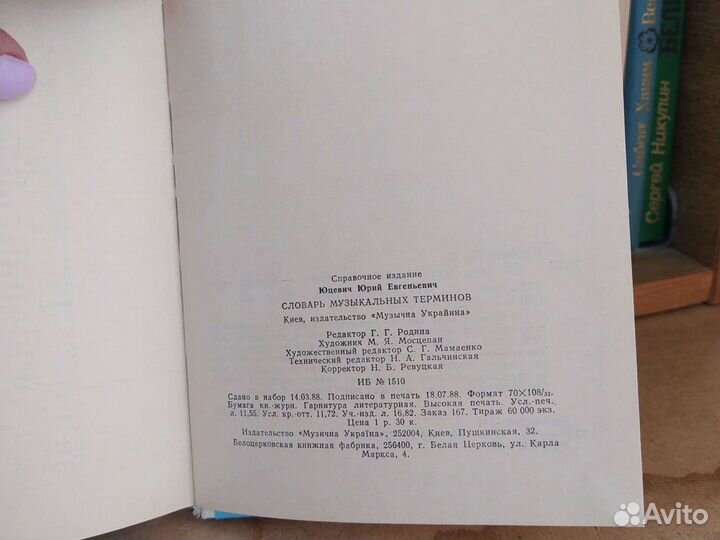 Справочное издание
Юцевич Юрий Евгеньевич
СЛОВАРЬ МУЗЫКАЛЬНЫХ ТЕРМИНОВ
Киев, издательство «Музычна Украйина»
Редактор Г. Г. Родина
Художник М. Я. Мосцепан
Художественный редактор С. Г. Мамаенко
Технический редактор Н. А. Гальчинская
Корректор Н. Б. Ревуцкая
ИБ № 1510
Сдано в набор 14.03.88. Подписано в печать 18.07.88. Формат 70×108/32.
Бумага кн.-журн. Гарнитура литературная. Высокая печать. Усл.-печ.
л. 11,55. Усл. кр.-отт. 11,72. Уч.-изд. л. 16,82. Заказ 167. Тираж 60 000 экз.
Цена 1 р. 30 к.
Издательство «Музична Україна», 252004, Киев, Пушкинская, 32.
Белоцерковская книжная фабрика, 256400, г. Белая Церковь, ул. Карла
Маркса, 4.
Сергей Никулин
Avito